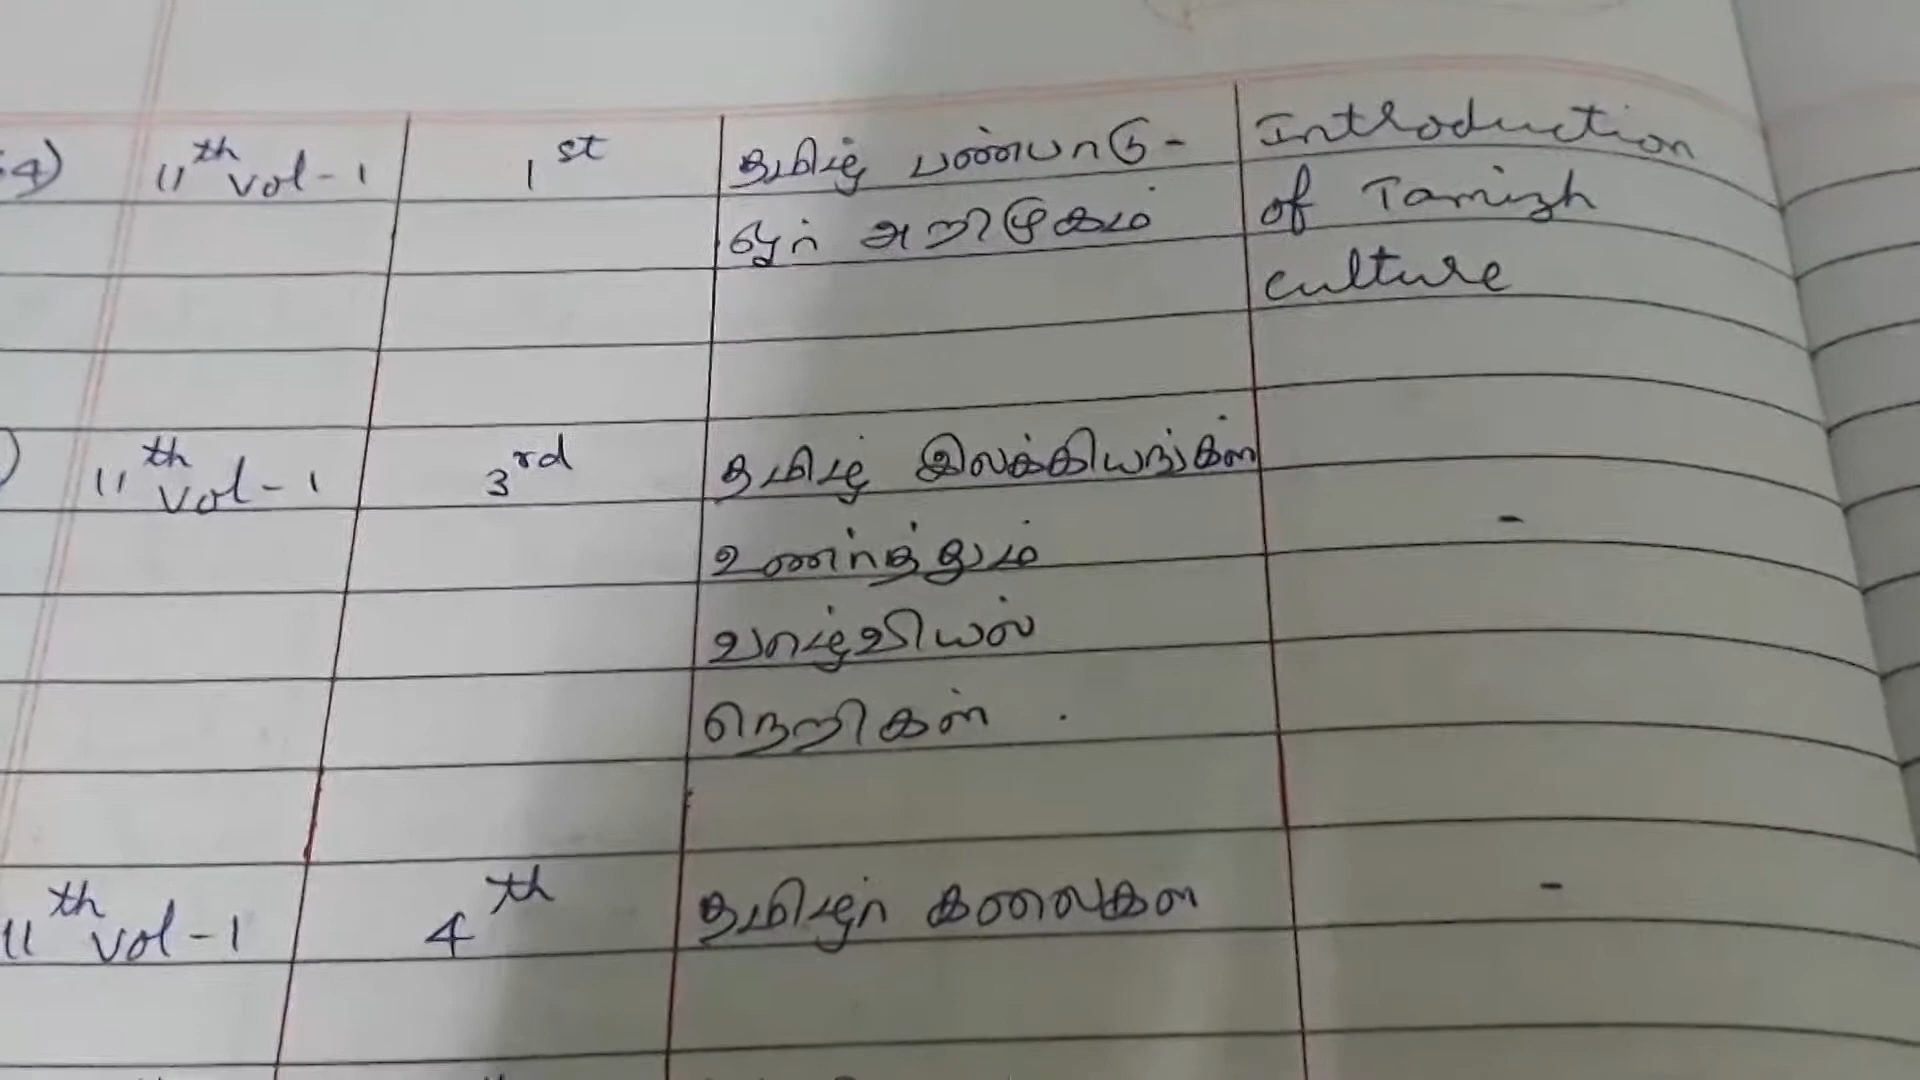 4) 11th vol-1 1st தமிழ் பண்பாடு- Introduction
ஓர் அறிமுகம் of Tamizh
culture
11th vol-1 3rd தமிழ் இலக்கியங்கள்
உணர்த்தும் -
வாழ்வியல்
நெறிகள் .
11th vol-1 4th தமிழர் கலைகள் -